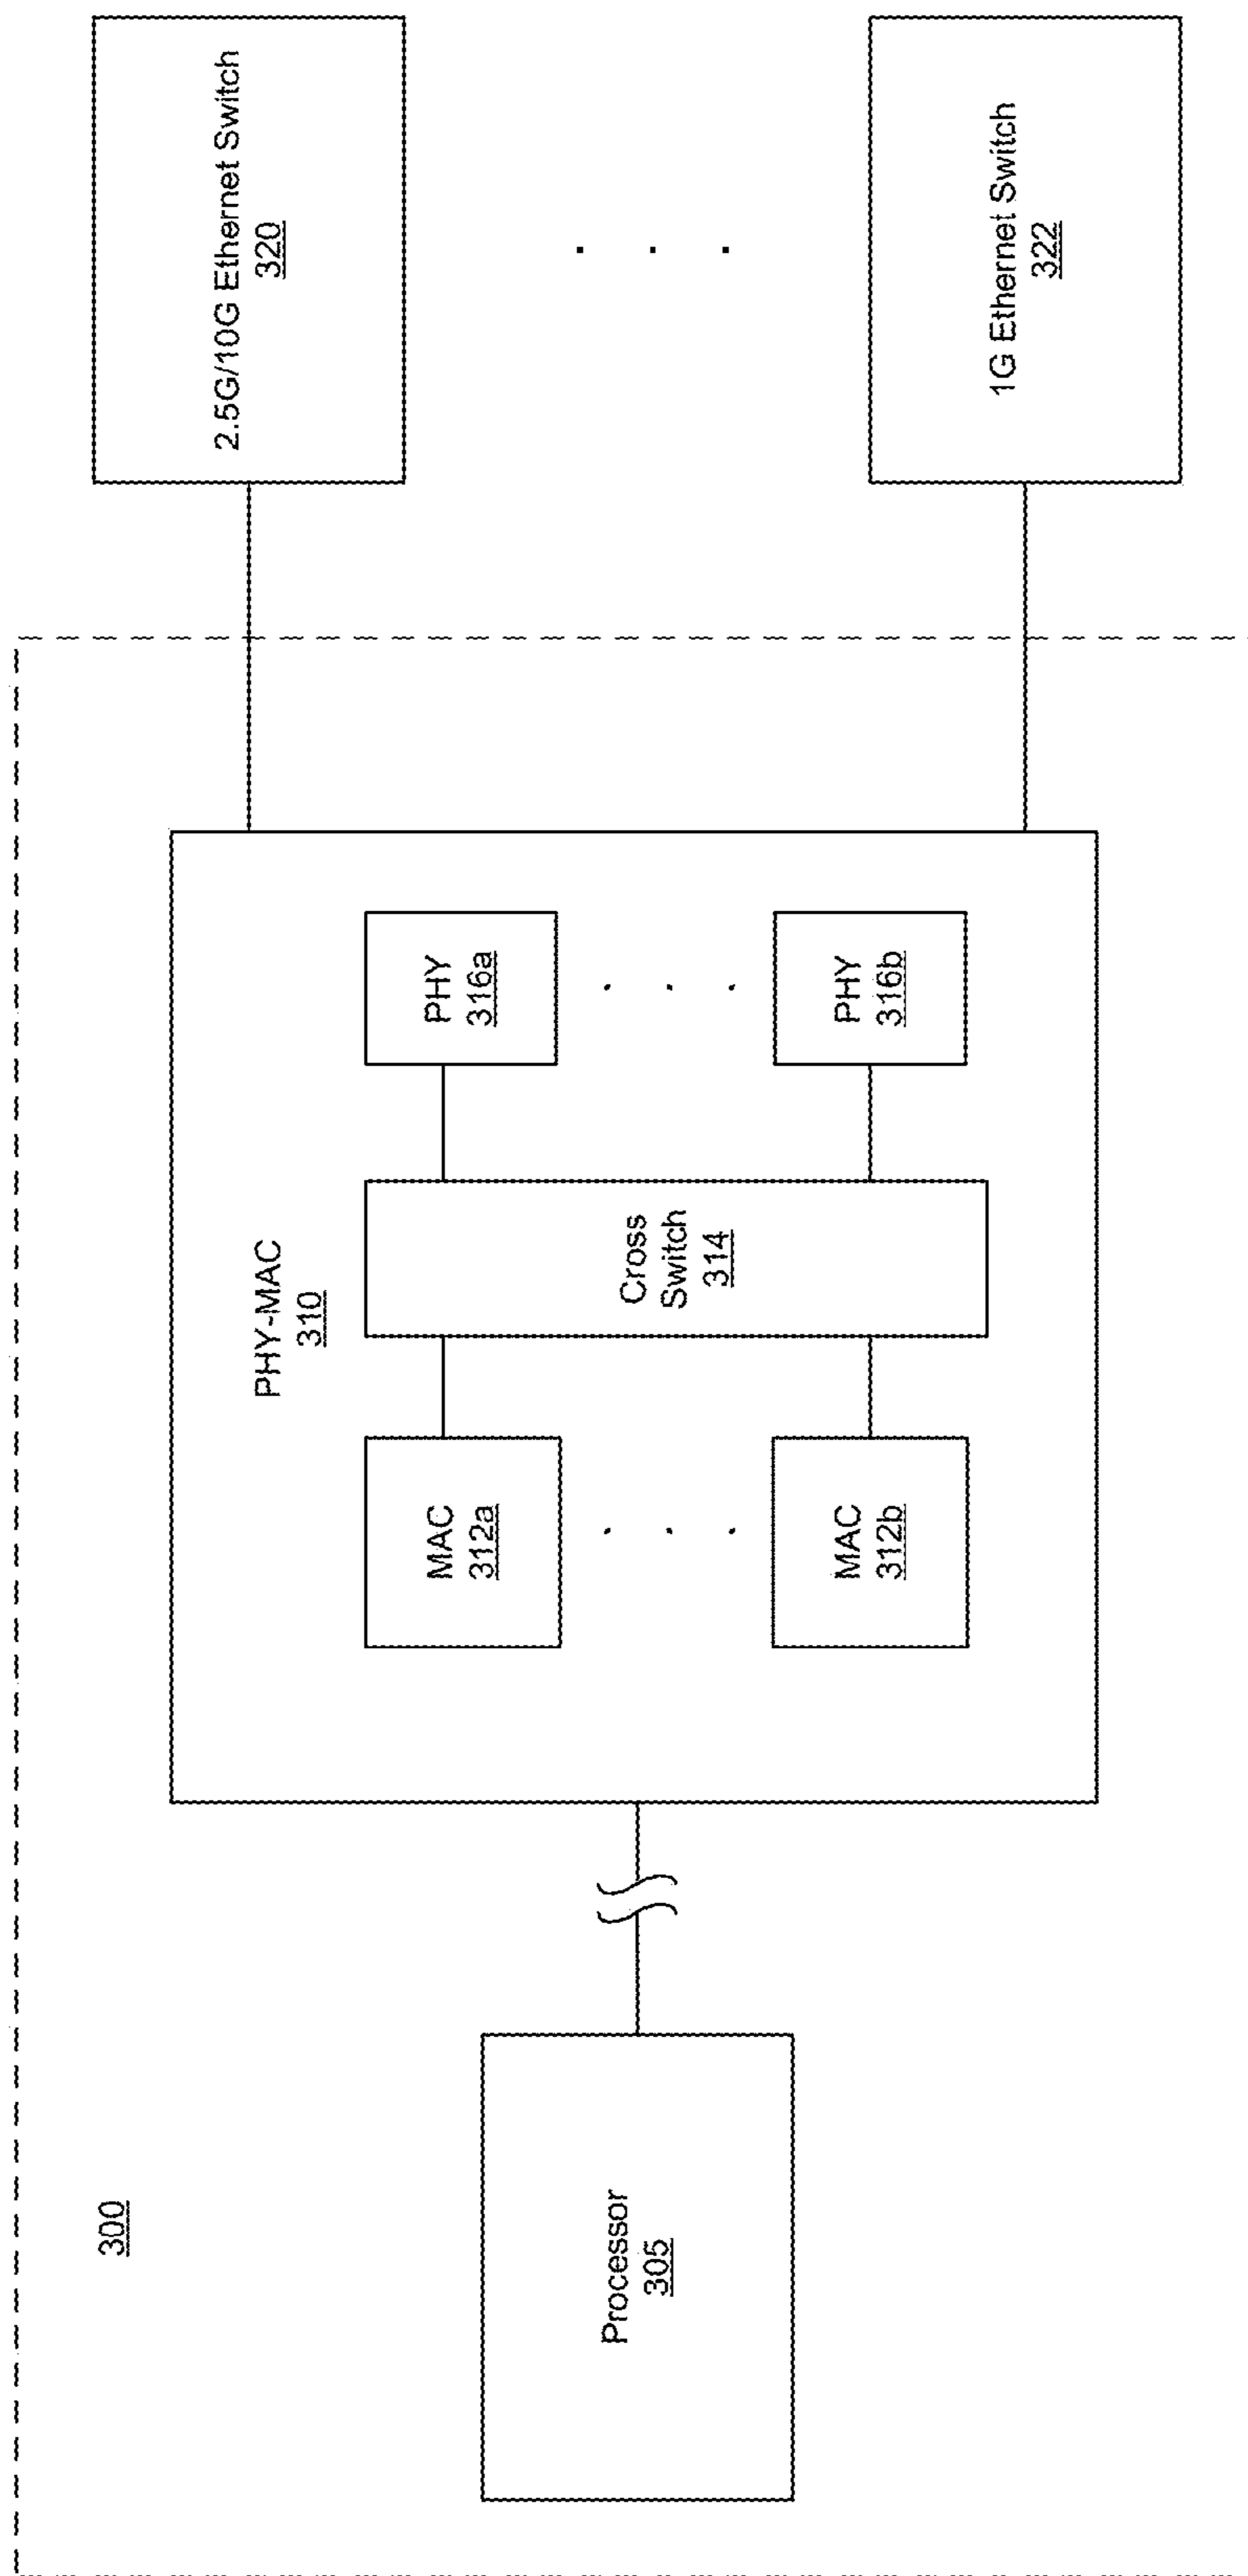 300
Processor
305
PHY-MAC
310
MAC
312a
MAC
312b
Cross
Switch
314
PHY
316a
PHY
316b
2.5G/10G Ethernet Switch
320
1G Ethernet Switch
322